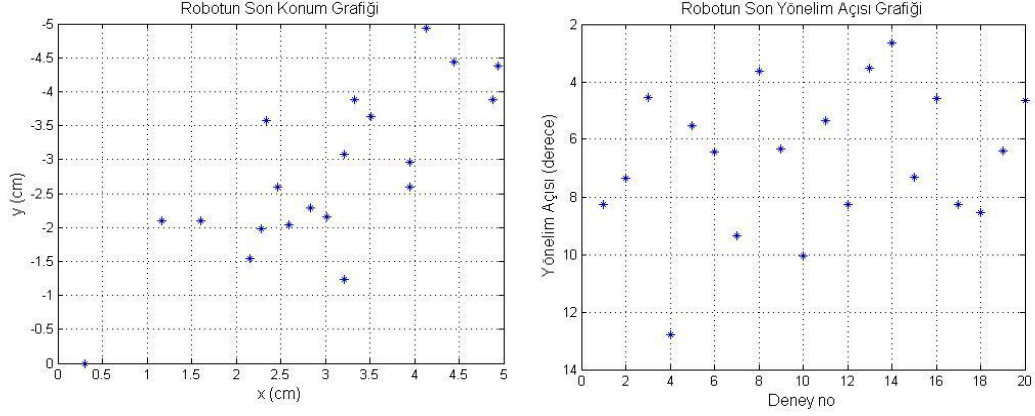 Robotun Son Konum Grafiği
-5
-4.5
-4
-3.5
-3
-2.5
-2
-1.5
-1
-0.5
0
y (cm)
0 0.5 1 1.5 2 2.5 3 3.5 4 4.5 5
x (cm)
Robotun Son Yönelim Açısı Grafiği
2
4
6
8
10
12
14
Yönelim Açısı (derece)
0 2 4 6 8 10 12 14 16 18 20
Deney no